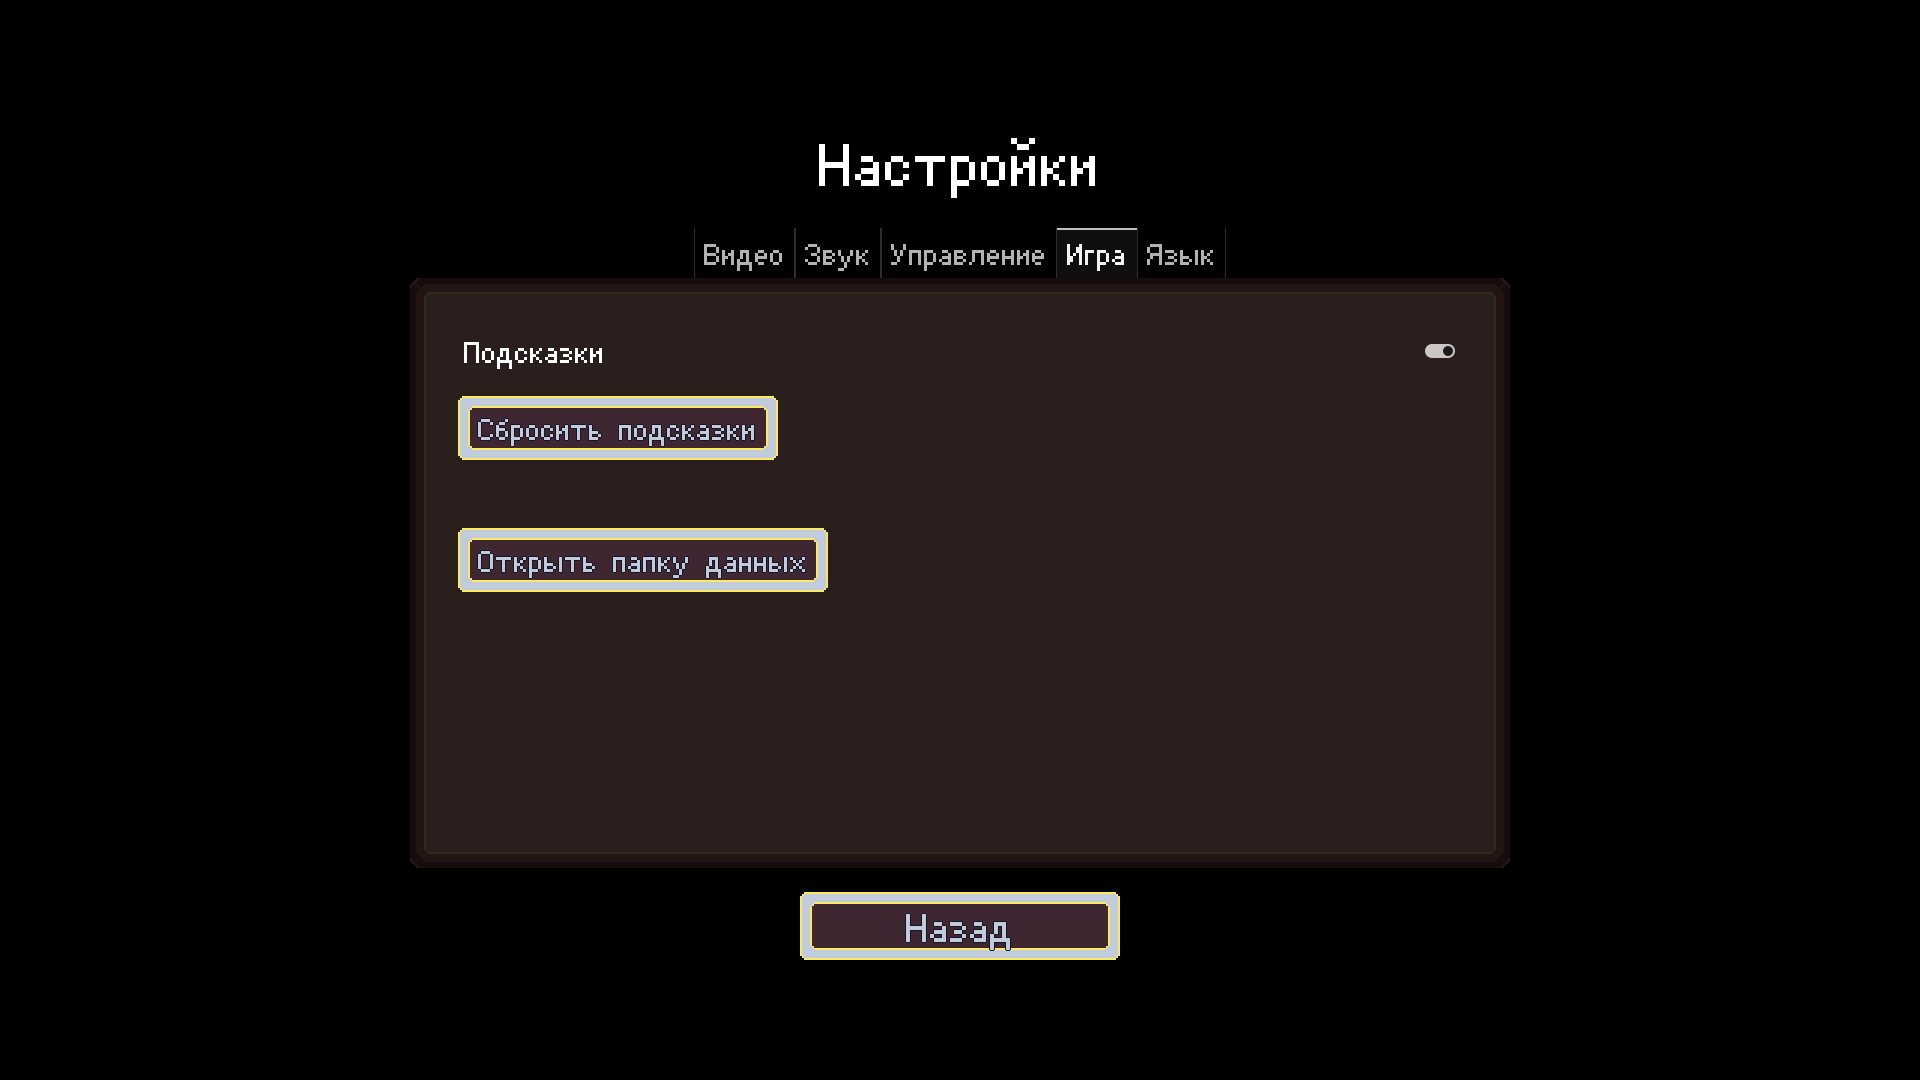 Настройки
Видео Звук Управление Игра Язык
Подсказки
Сбросить подсказки
Открыть папку данных
Назад